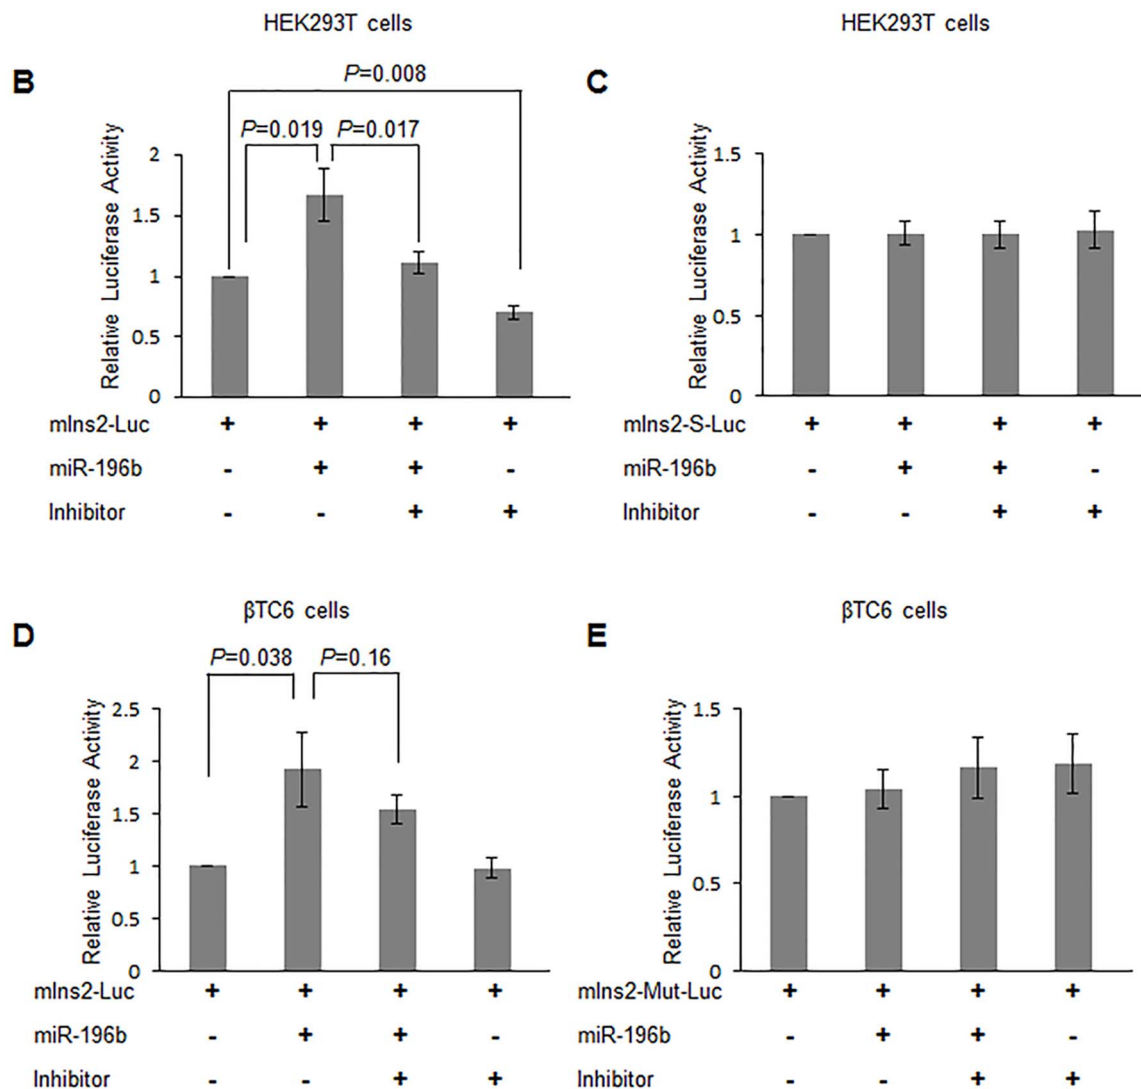 HEK293T cells
B
P=0.008
P=0.019
P=0.017
Relative Luciferase Activity
2
1.5
1
0.5
0
mIns2-Luc + + + +
miR-196b - + + -
Inhibitor - - + +
HEK293T cells
C
Relative Luciferase Activity
1.5
1
0.5
0
mIns2-S-Luc + + + +
miR-196b - + + -
Inhibitor - - + +
βTC6 cells
D
P=0.038
P=0.16
Relative Luciferase Activity
2.5
2
1.5
1
0.5
0
mIns2-Luc + + + +
miR-196b - + + -
Inhibitor - - + +
βTC6 cells
E
Relative Luciferase Activity
1.5
1
0.5
0
mIns2-Mut-Luc + + + +
miR-196b - + + -
Inhibitor - - + +